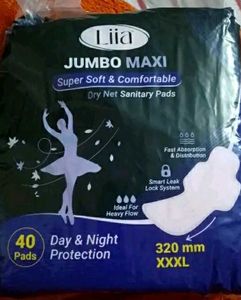 Liia
JUMBO MAXI
Super Soft & Comfortable
Dry Net Sanitary Pads
Fast Absorption
& Distribution
Smart Leak
Lock System
Ideal For
Heavy Flow
40
Pads
Day & Night
Protection
320 mm
XXXL